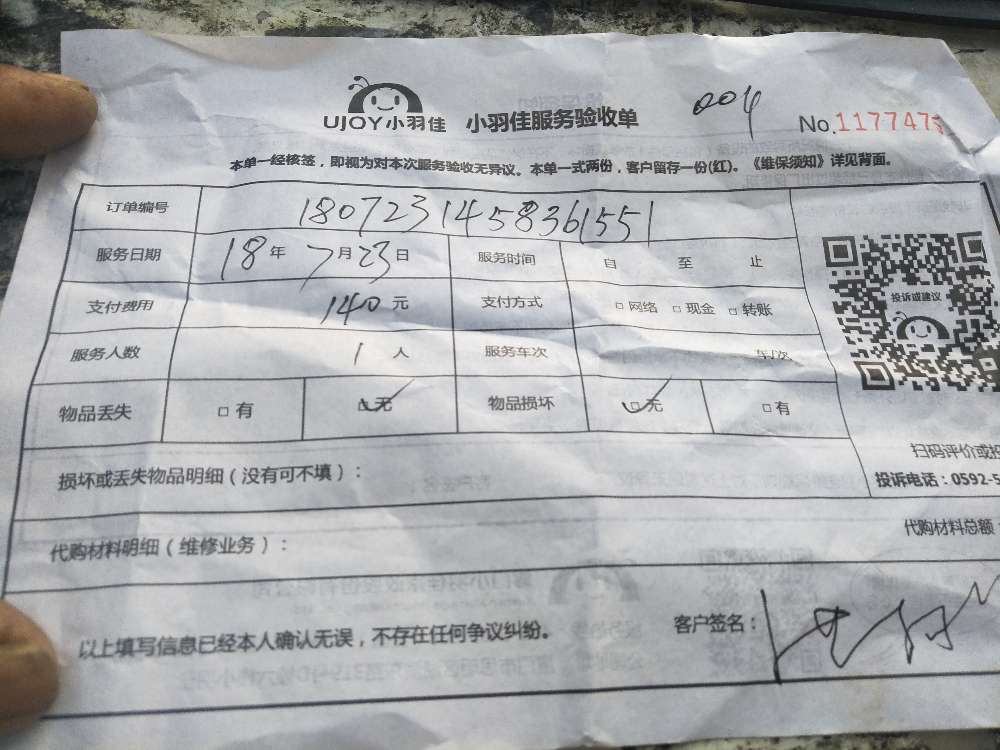 UJOY小羽佳 小羽佳服务验收单 004 No.117747
本单一经核签，即视为对本次服务验收无异议。本单一式两份，客户留存一份(红)。《维保须知》详见背面。
订单编号 1807231458361551
服务日期 18年7月23日 服务时间 自 至 止
投诉或建议
支付费用 140元 支付方式 □网络 □现金 □转账
服务人数 1人 服务车次 车/次
物品丢失 □有 □无 物品损坏 □无 □有
扫码评价或投
损坏或丢失物品明细（没有可不填）：
投诉电话：0592-5
代购材料明细（维修业务）：
代购材料总额
以上填写信息已经本人确认无误，不存在任何争议纠纷。 客户签名：